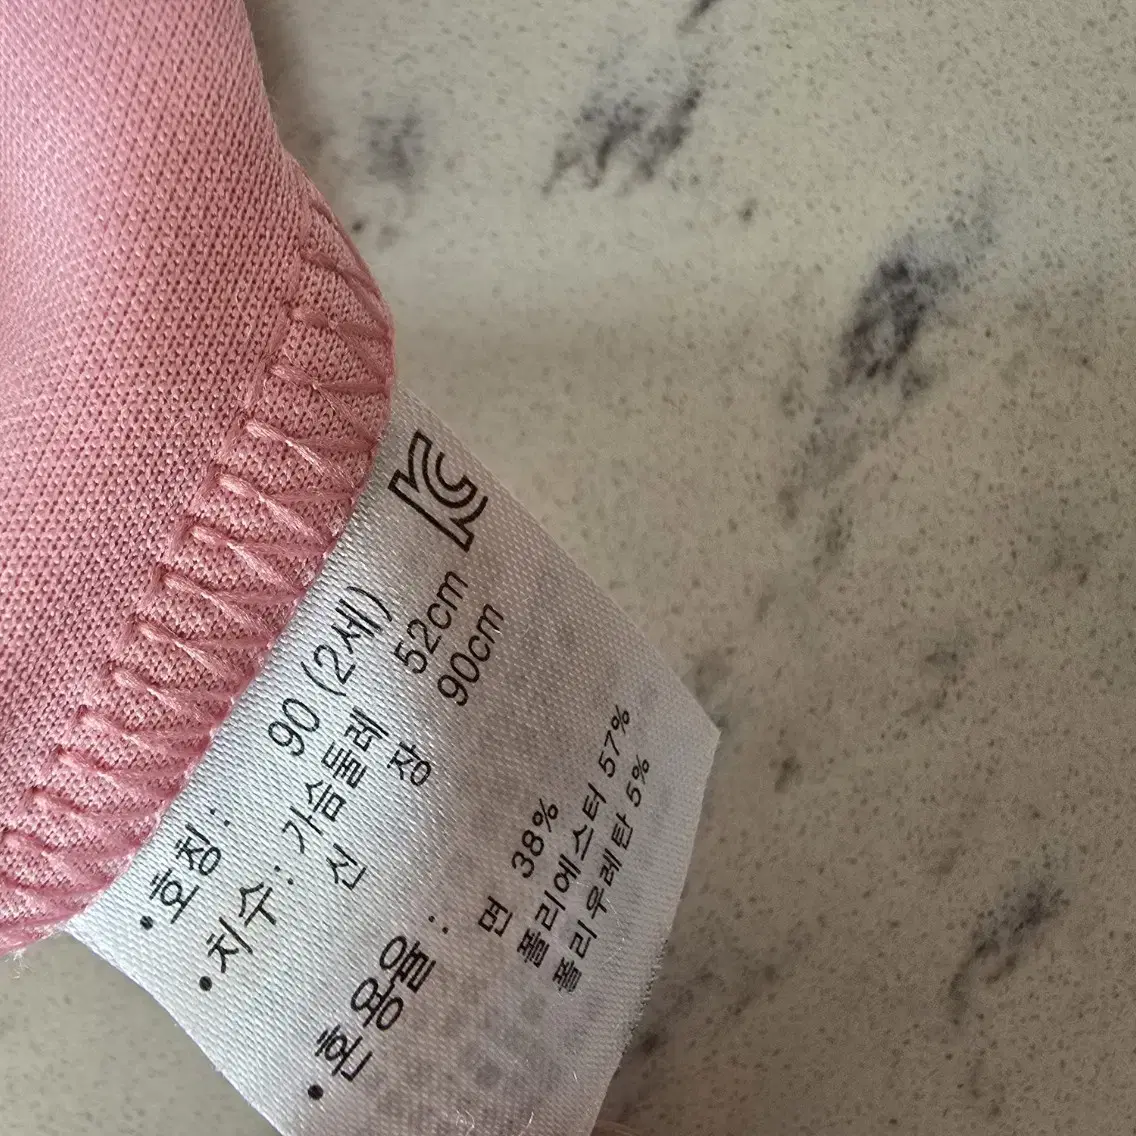 KC
•호칭: 90 (2세)
•치수: 가슴둘레 52cm
신 장 90cm
•혼용율:
면 38%
폴리에스터 57%
폴리우레탄 5%